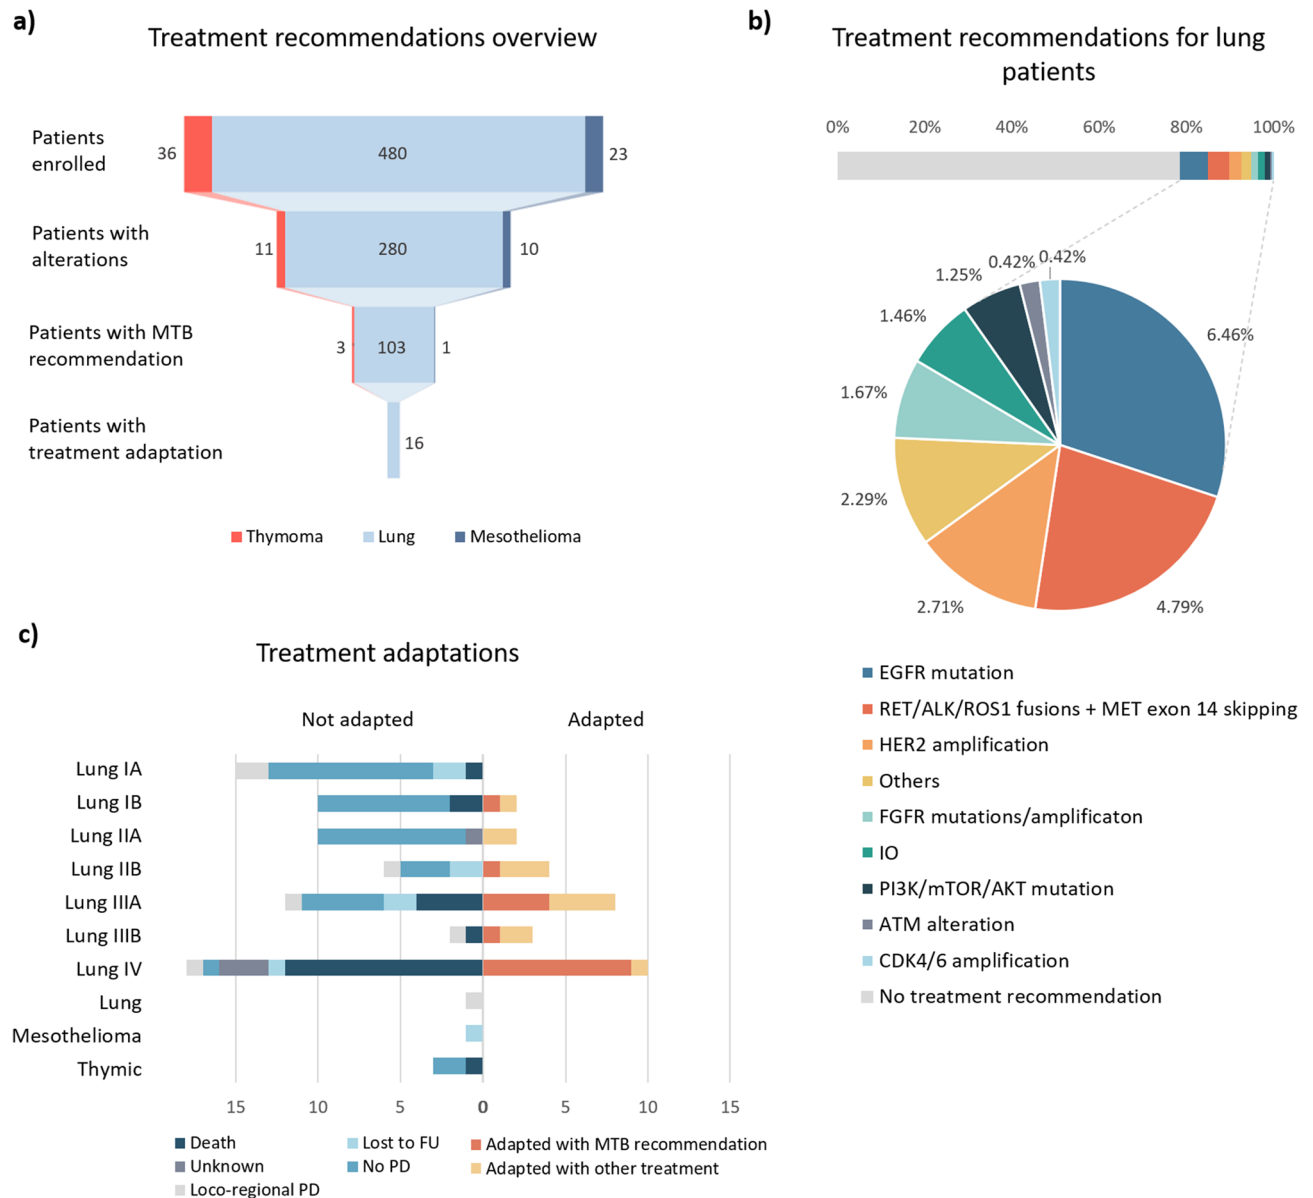 a)
Treatment recommendations overview
Patients
enrolled
36
480
23
Patients with
alterations
11
280
10
Patients with MTB
recommendation
3
103
1
Patients with
treatment adaptation
16
Thymoma
Lung
Mesothelioma
b)
Treatment recommendations for lung
patients
0%
20%
40%
60%
80%
100%
0.42%
0.42%
1.25%
1.46%
6.46%
1.67%
2.29%
2.71%
4.79%
EGFR mutation
RET/ALK/ROS1 fusions + MET exon 14 skipping
HER2 amplification
Others
FGFR mutations/amplificaton
IO
PI3K/mTOR/AKT mutation
ATM alteration
CDK4/6 amplification
No treatment recommendation
c)
Treatment adaptations
Not adapted
Adapted
Lung IA
Lung IB
Lung IIA
Lung IIB
Lung IIIA
Lung IIIB
Lung IV
Lung
Mesothelioma
Thymic
15
10
5
0
5
10
15
Death
Unknown
Loco-regional PD
Lost to FU
No PD
Adapted with MTB recommendation
Adapted with other treatment